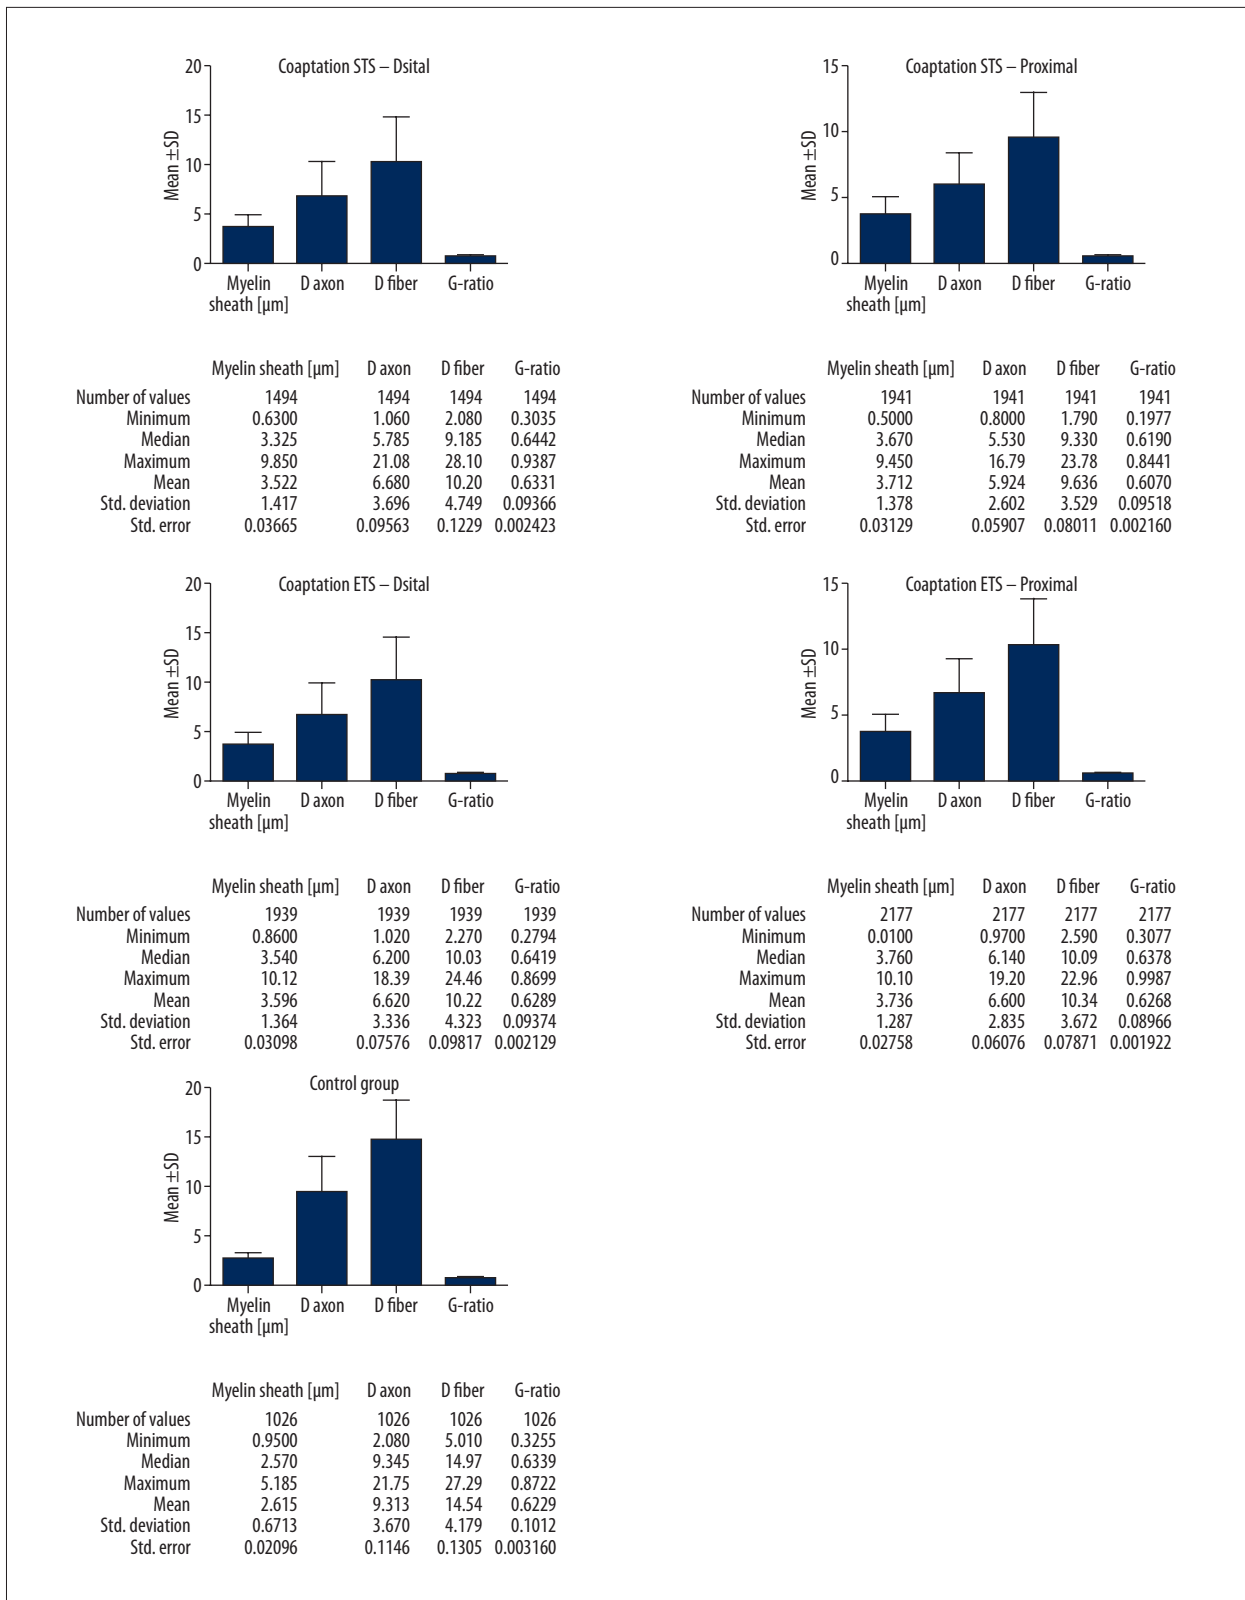 Coaptation STS – Dsital
20
15
10
5
0
Mean ±SD
Myelin sheath [µm]
D axon
D fiber
G-ratio
Myelin sheath [µm] D axon D fiber G-ratio
Number of values 1494 1494 1494 1494
Minimum 0.6300 1.060 2.080 0.3035
Median 3.325 5.785 9.185 0.6442
Maximum 9.850 21.08 28.10 0.9387
Mean 3.522 6.680 10.20 0.6331
Std. deviation 1.417 3.696 4.749 0.09366
Std. error 0.03665 0.09563 0.1229 0.002423
Coaptation STS – Proximal
15
10
5
0
Mean ±SD
Myelin sheath [µm]
D axon
D fiber
G-ratio
Myelin sheath [µm] D axon D fiber G-ratio
Number of values 1941 1941 1941 1941
Minimum 0.5000 0.8000 1.790 0.1977
Median 3.670 5.530 9.330 0.6190
Maximum 9.450 16.79 23.78 0.8441
Mean 3.712 5.924 9.636 0.6070
Std. deviation 1.378 2.602 3.529 0.09518
Std. error 0.03129 0.05907 0.08011 0.002160
Coaptation ETS – Dsital
20
15
10
5
0
Mean ±SD
Myelin sheath [µm]
D axon
D fiber
G-ratio
Myelin sheath [µm] D axon D fiber G-ratio
Number of values 1939 1939 1939 1939
Minimum 0.8600 1.020 2.270 0.2794
Median 3.540 6.200 10.03 0.6419
Maximum 10.12 18.39 24.46 0.8699
Mean 3.596 6.620 10.22 0.6289
Std. deviation 1.364 3.336 4.323 0.09374
Std. error 0.03098 0.07576 0.09817 0.002129
Coaptation ETS – Proximal
15
10
5
0
Mean ±SD
Myelin sheath [µm]
D axon
D fiber
G-ratio
Myelin sheath [µm] D axon D fiber G-ratio
Number of values 2177 2177 2177 2177
Minimum 0.0100 0.9700 2.590 0.3077
Median 3.760 6.140 10.09 0.6378
Maximum 10.10 19.20 22.96 0.9987
Mean 3.736 6.600 10.34 0.6268
Std. deviation 1.287 2.835 3.672 0.08966
Std. error 0.02758 0.06076 0.07871 0.001922
Control group
20
15
10
5
0
Mean ±SD
Myelin sheath [µm]
D axon
D fiber
G-ratio
Myelin sheath [µm] D axon D fiber G-ratio
Number of values 1026 1026 1026 1026
Minimum 0.9500 2.080 5.010 0.3255
Median 2.570 9.345 14.97 0.6339
Maximum 5.185 21.75 27.29 0.8722
Mean 2.615 9.313 14.54 0.6229
Std. deviation 0.6713 3.670 4.179 0.1012
Std. error 0.02096 0.1146 0.1305 0.003160